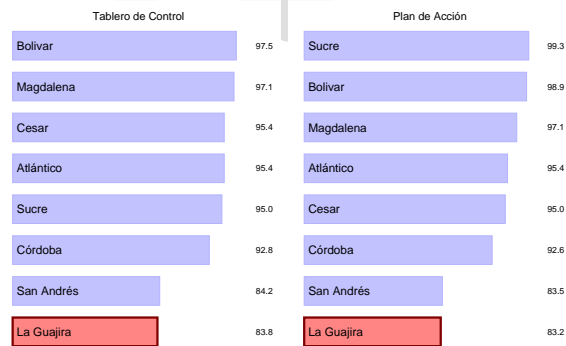 Tablero de Control
Bolivar 97.5
Magdalena 97.1
Cesar 95.4
Atlántico 95.4
Sucre 95.0
Córdoba 92.8
San Andrés 84.2
La Guajira 83.8
Plan de Acción
Sucre 99.3
Bolivar 98.9
Magdalena 97.1
Atlántico 95.4
Cesar 95.0
Córdoba 92.6
San Andrés 83.5
La Guajira 83.2